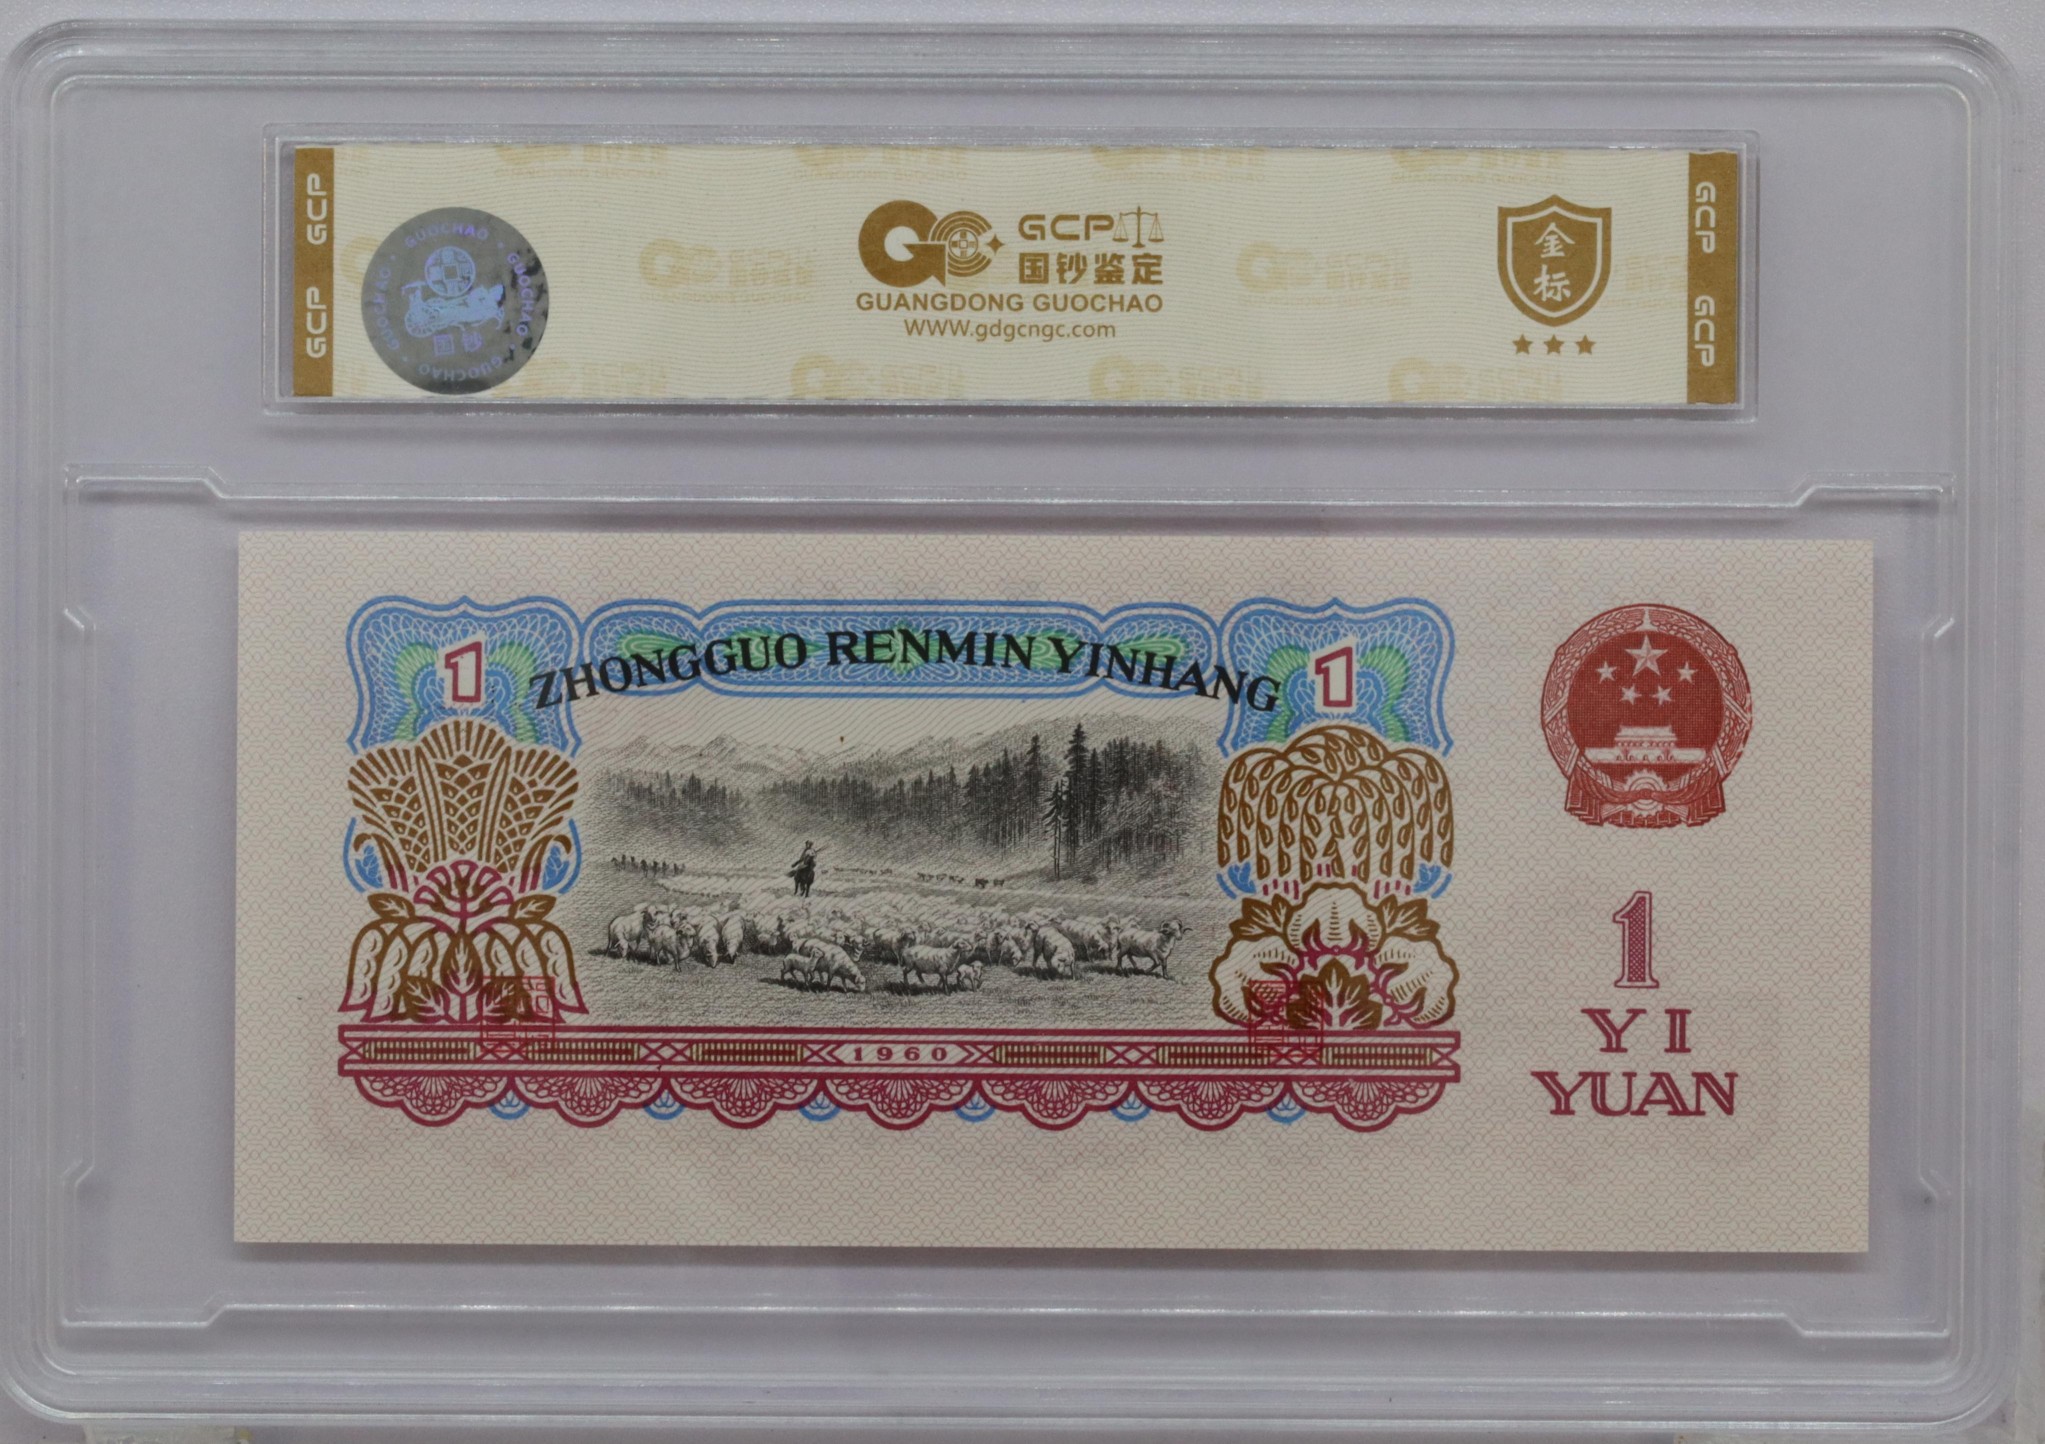 GCP
GCP
GUOCHAO
GUOCHAO
GUOCHAO
GUOCHAO
国钞
GCP
国钞鉴定
GUANGDONG GUOCHAO
WWW.gdgcngc.com
金
标
GCP
GCP
1
ZHONGGUO RENMIN YINHANG
1
1960
1
YI
YUAN